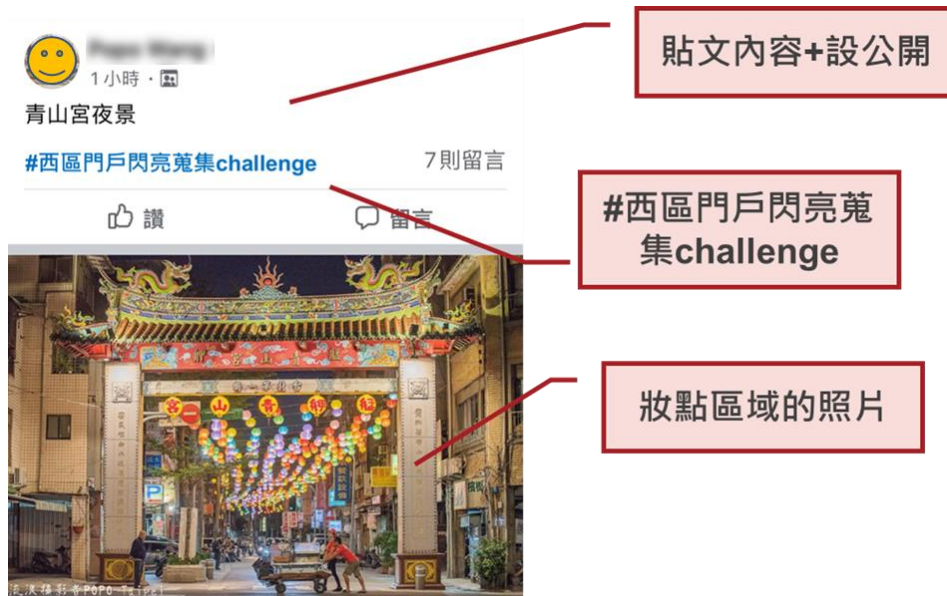 貼文內容+設公開
1小時
青山宮夜景
#西區門戶閃亮蒐集challenge
7則留言
讚
留言
#西區門戶閃亮蒐
集challenge
妝點區域的照片
宮山青舺艋
P